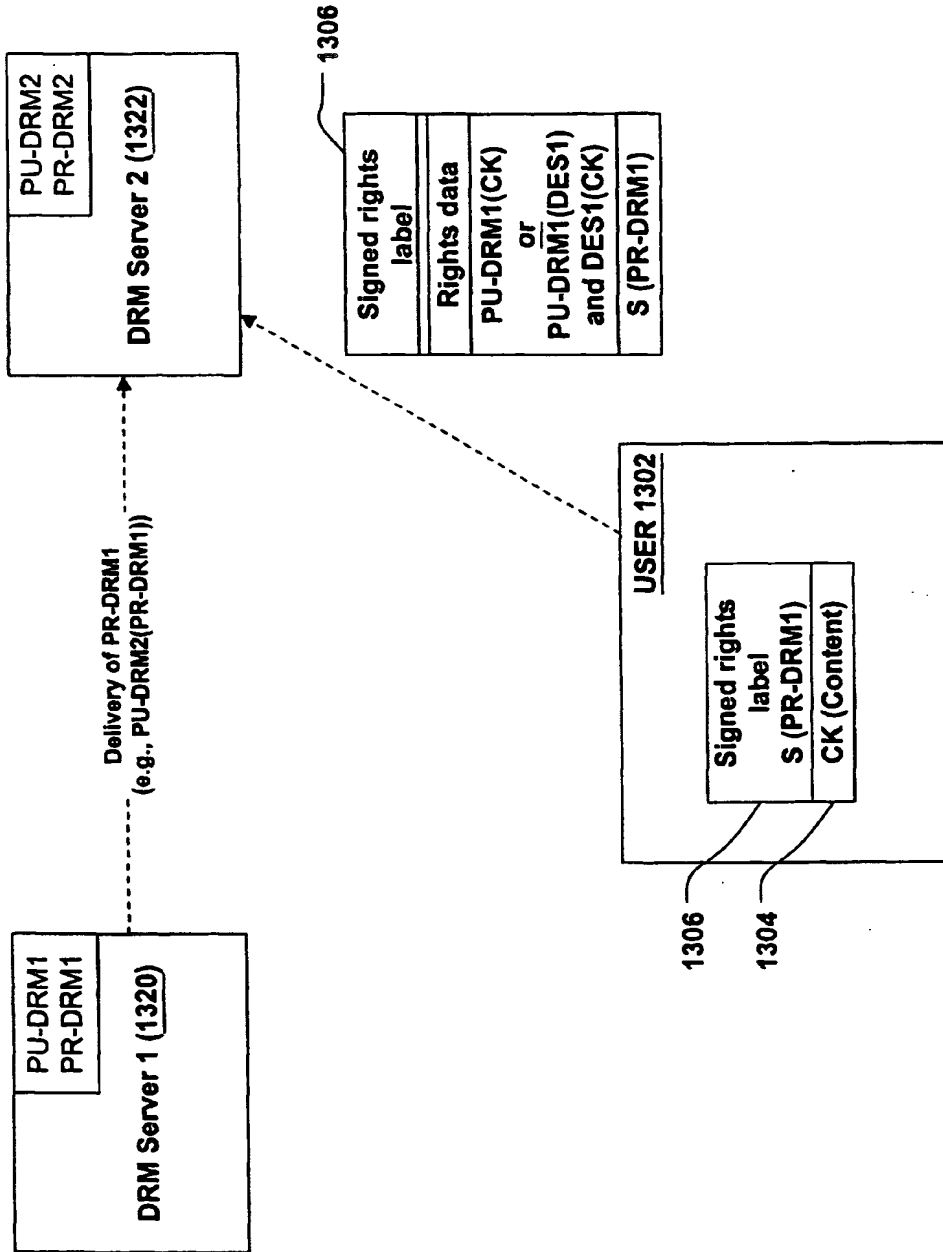 PU-DRM1
PR-DRM1
DRM Server 1 (1320)
Delivery of PR-DRM1
(e.g., PU-DRM2(PR-DRM1))
PU-DRM2
PR-DRM2
DRM Server 2 (1322)
1306
Signed rights
label
Rights data
PU-DRM1(CK)
or
PU-DRM1(DES1)
and DES1(CK)
S (PR-DRM1)
USER 1302
Signed rights
label
S (PR-DRM1)
CK (Content)
1306
1304